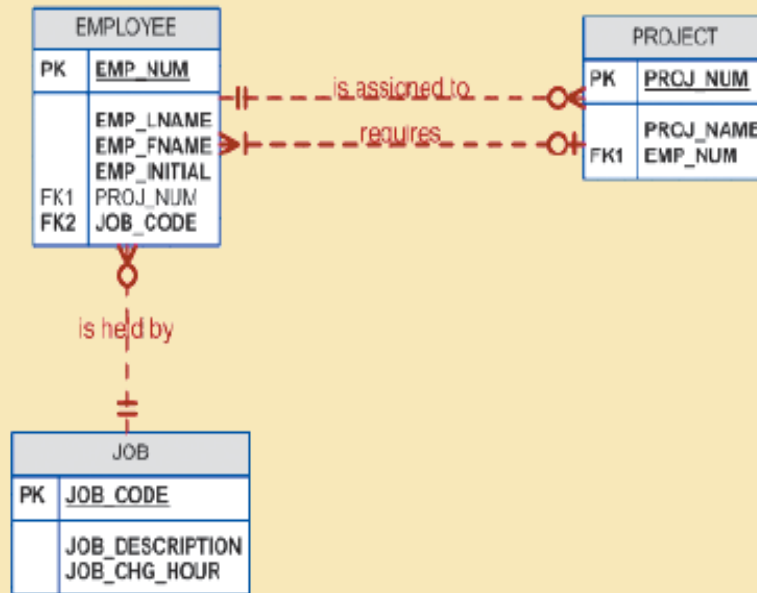 EMPLOYEE
PK EMP_NUM
EMP_LNAME
EMP_FNAME
EMP_INITIAL
FK1 PROJ_NUM
FK2 JOB_CODE
is assigned to
requires
PROJECT
PK PROJ_NUM
PROJ_NAME
FK1 EMP_NUM
is held by
JOB
PK JOB_CODE
JOB_DESCRIPTION
JOB_CHG_HOUR